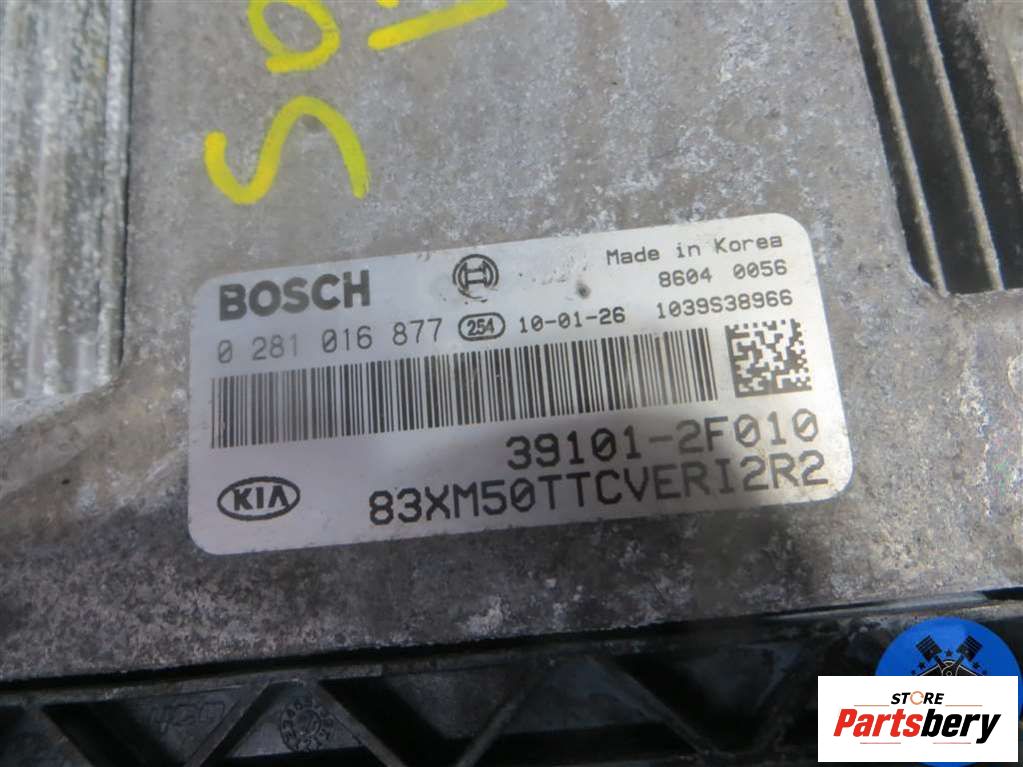 BOSCH
Made in Korea
8604 0056
0 281 016 877 254 10-01-26 1039S38966
39101-2F010
KIA
83XM50TTCVERI2R2
STORE
Partsbery